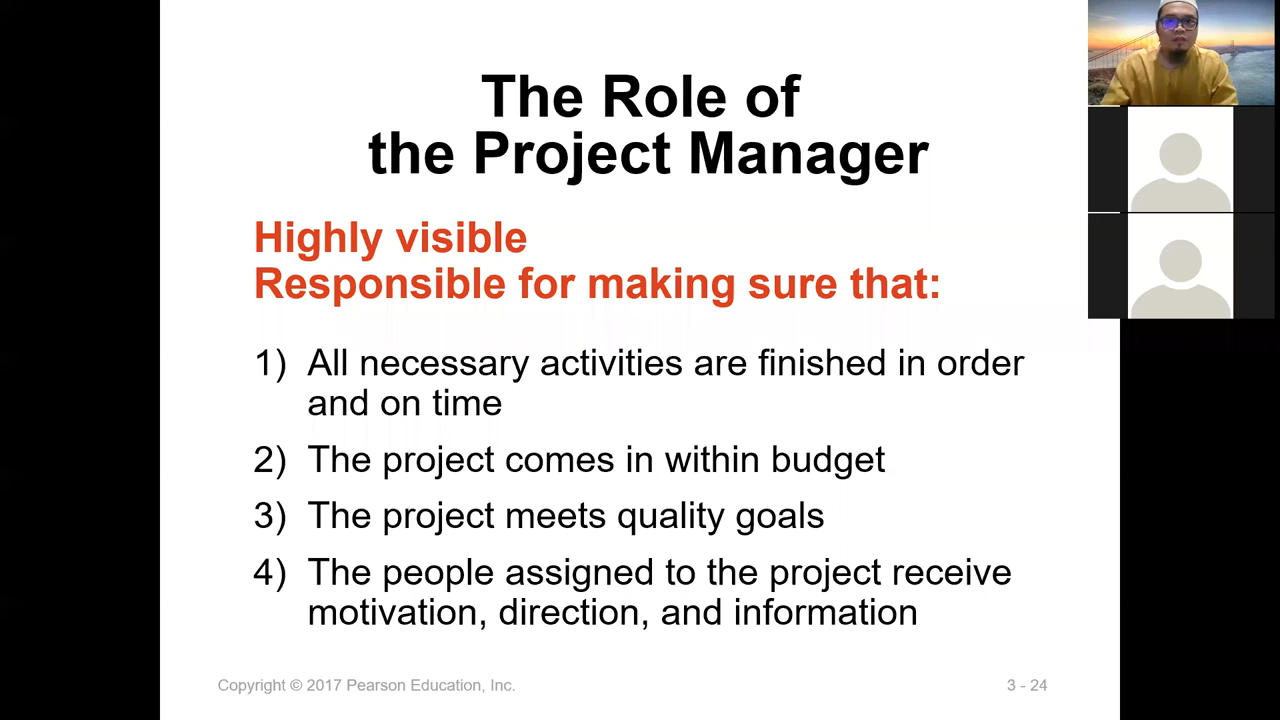 The Role of
the Project Manager
Highly visible
Responsible for making sure that:
1) All necessary activities are finished in order
and on time
2) The project comes in within budget
3) The project meets quality goals
4) The people assigned to the project receive
motivation, direction, and information
Copyright © 2017 Pearson Education, Inc.
3 - 24